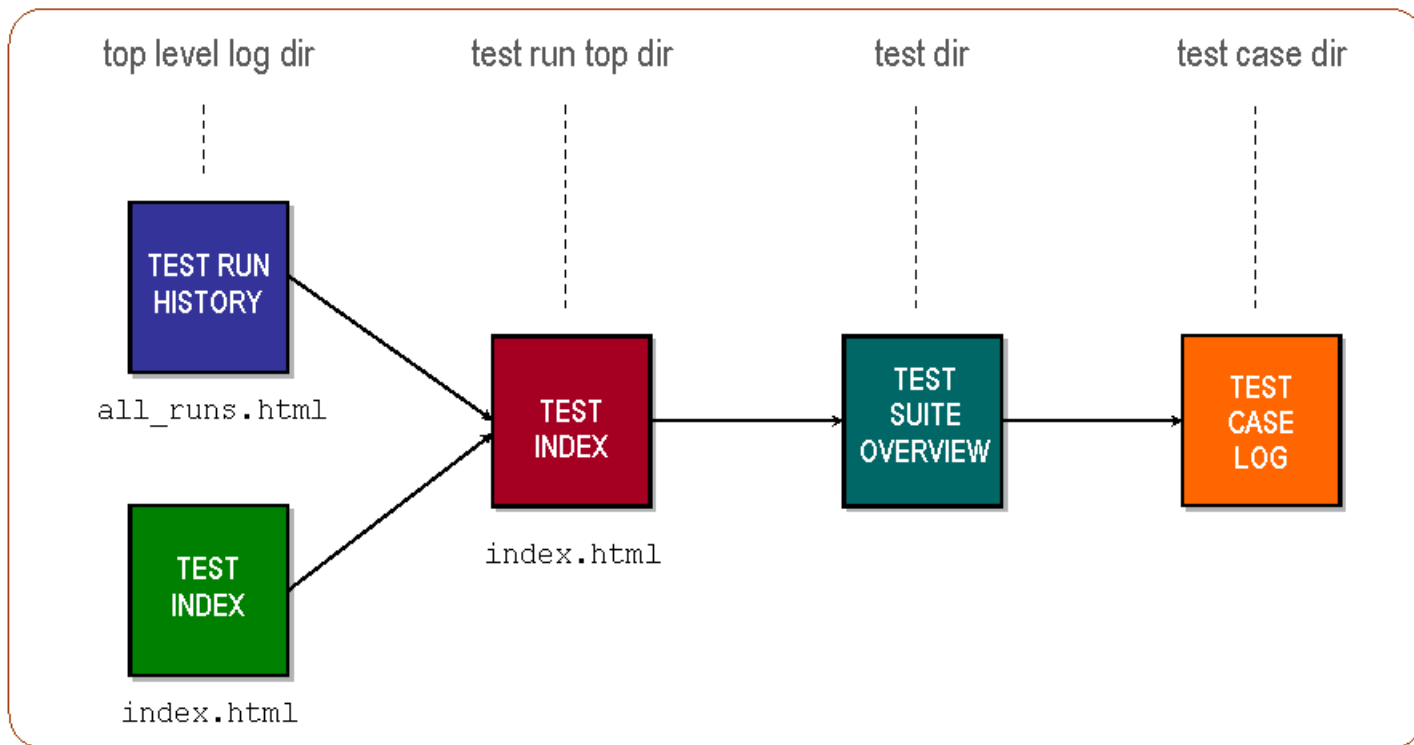 top level log dir
test run top dir
test dir
test case dir
TEST RUN
HISTORY
all_runs.html
TEST
INDEX
index.html
TEST
INDEX
index.html
TEST
SUITE
OVERVIEW
TEST
CASE
LOG